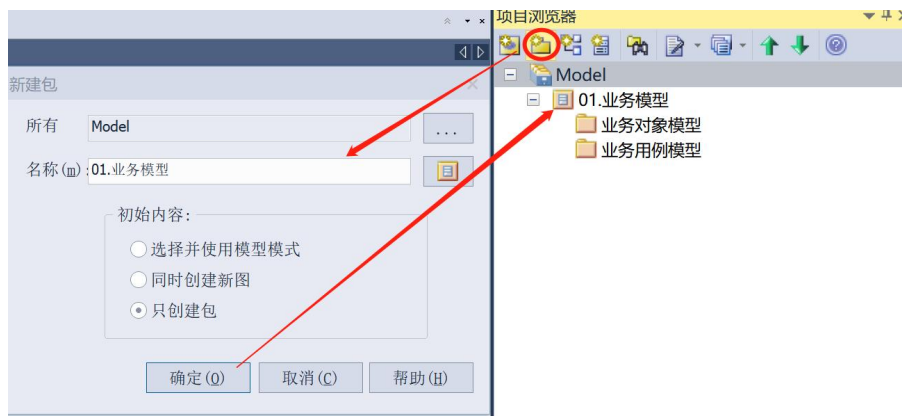 项目浏览器
Model
01.业务模型
业务对象模型
业务用例模型
新建包
所有 Model ...
名称(m):01.业务模型
初始内容:
选择并使用模型模式
同时创建新图
只创建包
确定(O) 取消(C) 帮助(H)